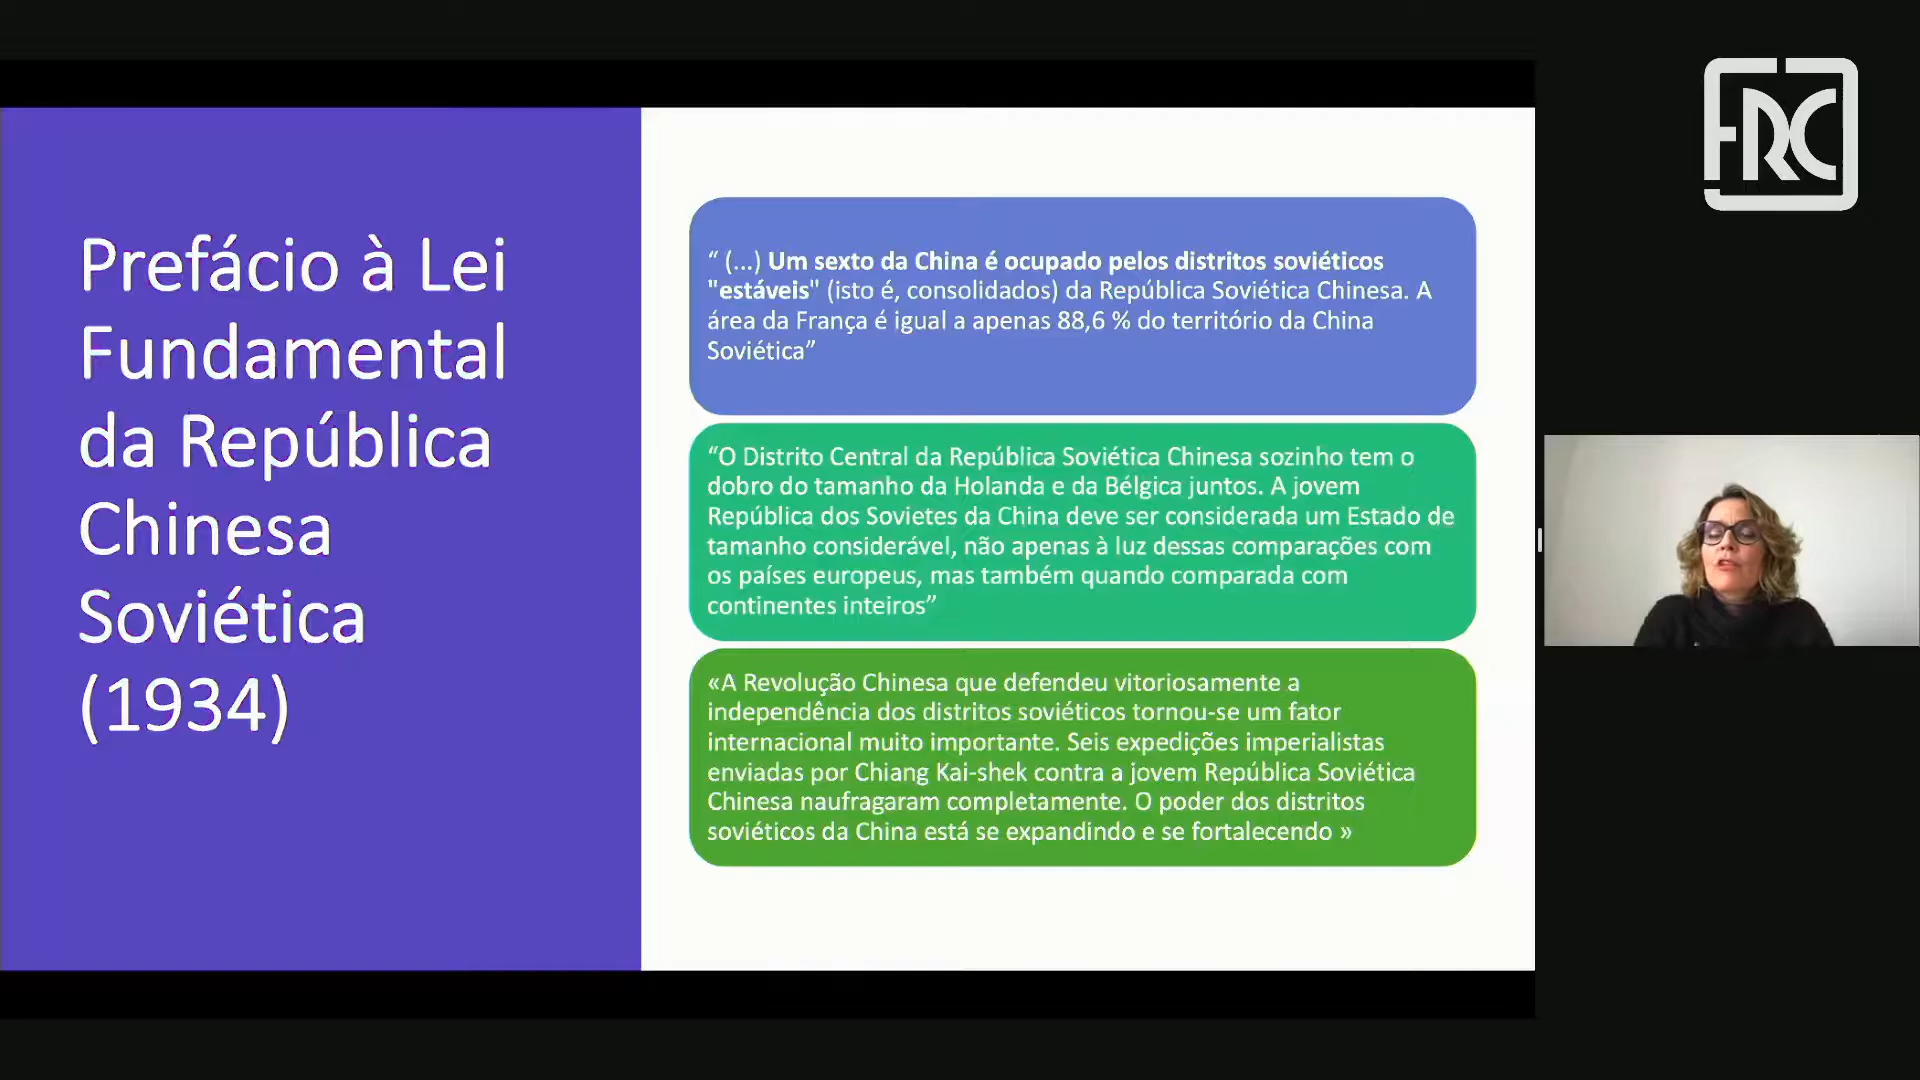 Prefácio à Lei
Fundamental
da República
Chinesa
Soviética
(1934)
“ (...) Um sexto da China é ocupado pelos distritos soviéticos
"estáveis" (isto é, consolidados) da República Soviética Chinesa. A
área da França é igual a apenas 88,6 % do território da China
Soviética”
“O Distrito Central da República Soviética Chinesa sozinho tem o
dobro do tamanho da Holanda e da Bélgica juntos. A jovem
República dos Sovietes da China deve ser considerada um Estado de
tamanho considerável, não apenas à luz dessas comparações com
os países europeus, mas também quando comparada com
continentes inteiros”
«A Revolução Chinesa que defendeu vitoriosamente a
independência dos distritos soviéticos tornou-se um fator
internacional muito importante. Seis expedições imperialistas
enviadas por Chiang Kai-shek contra a jovem República Soviética
Chinesa naufragaram completamente. O poder dos distritos
soviéticos da China está se expandindo e se fortalecendo »
FRC